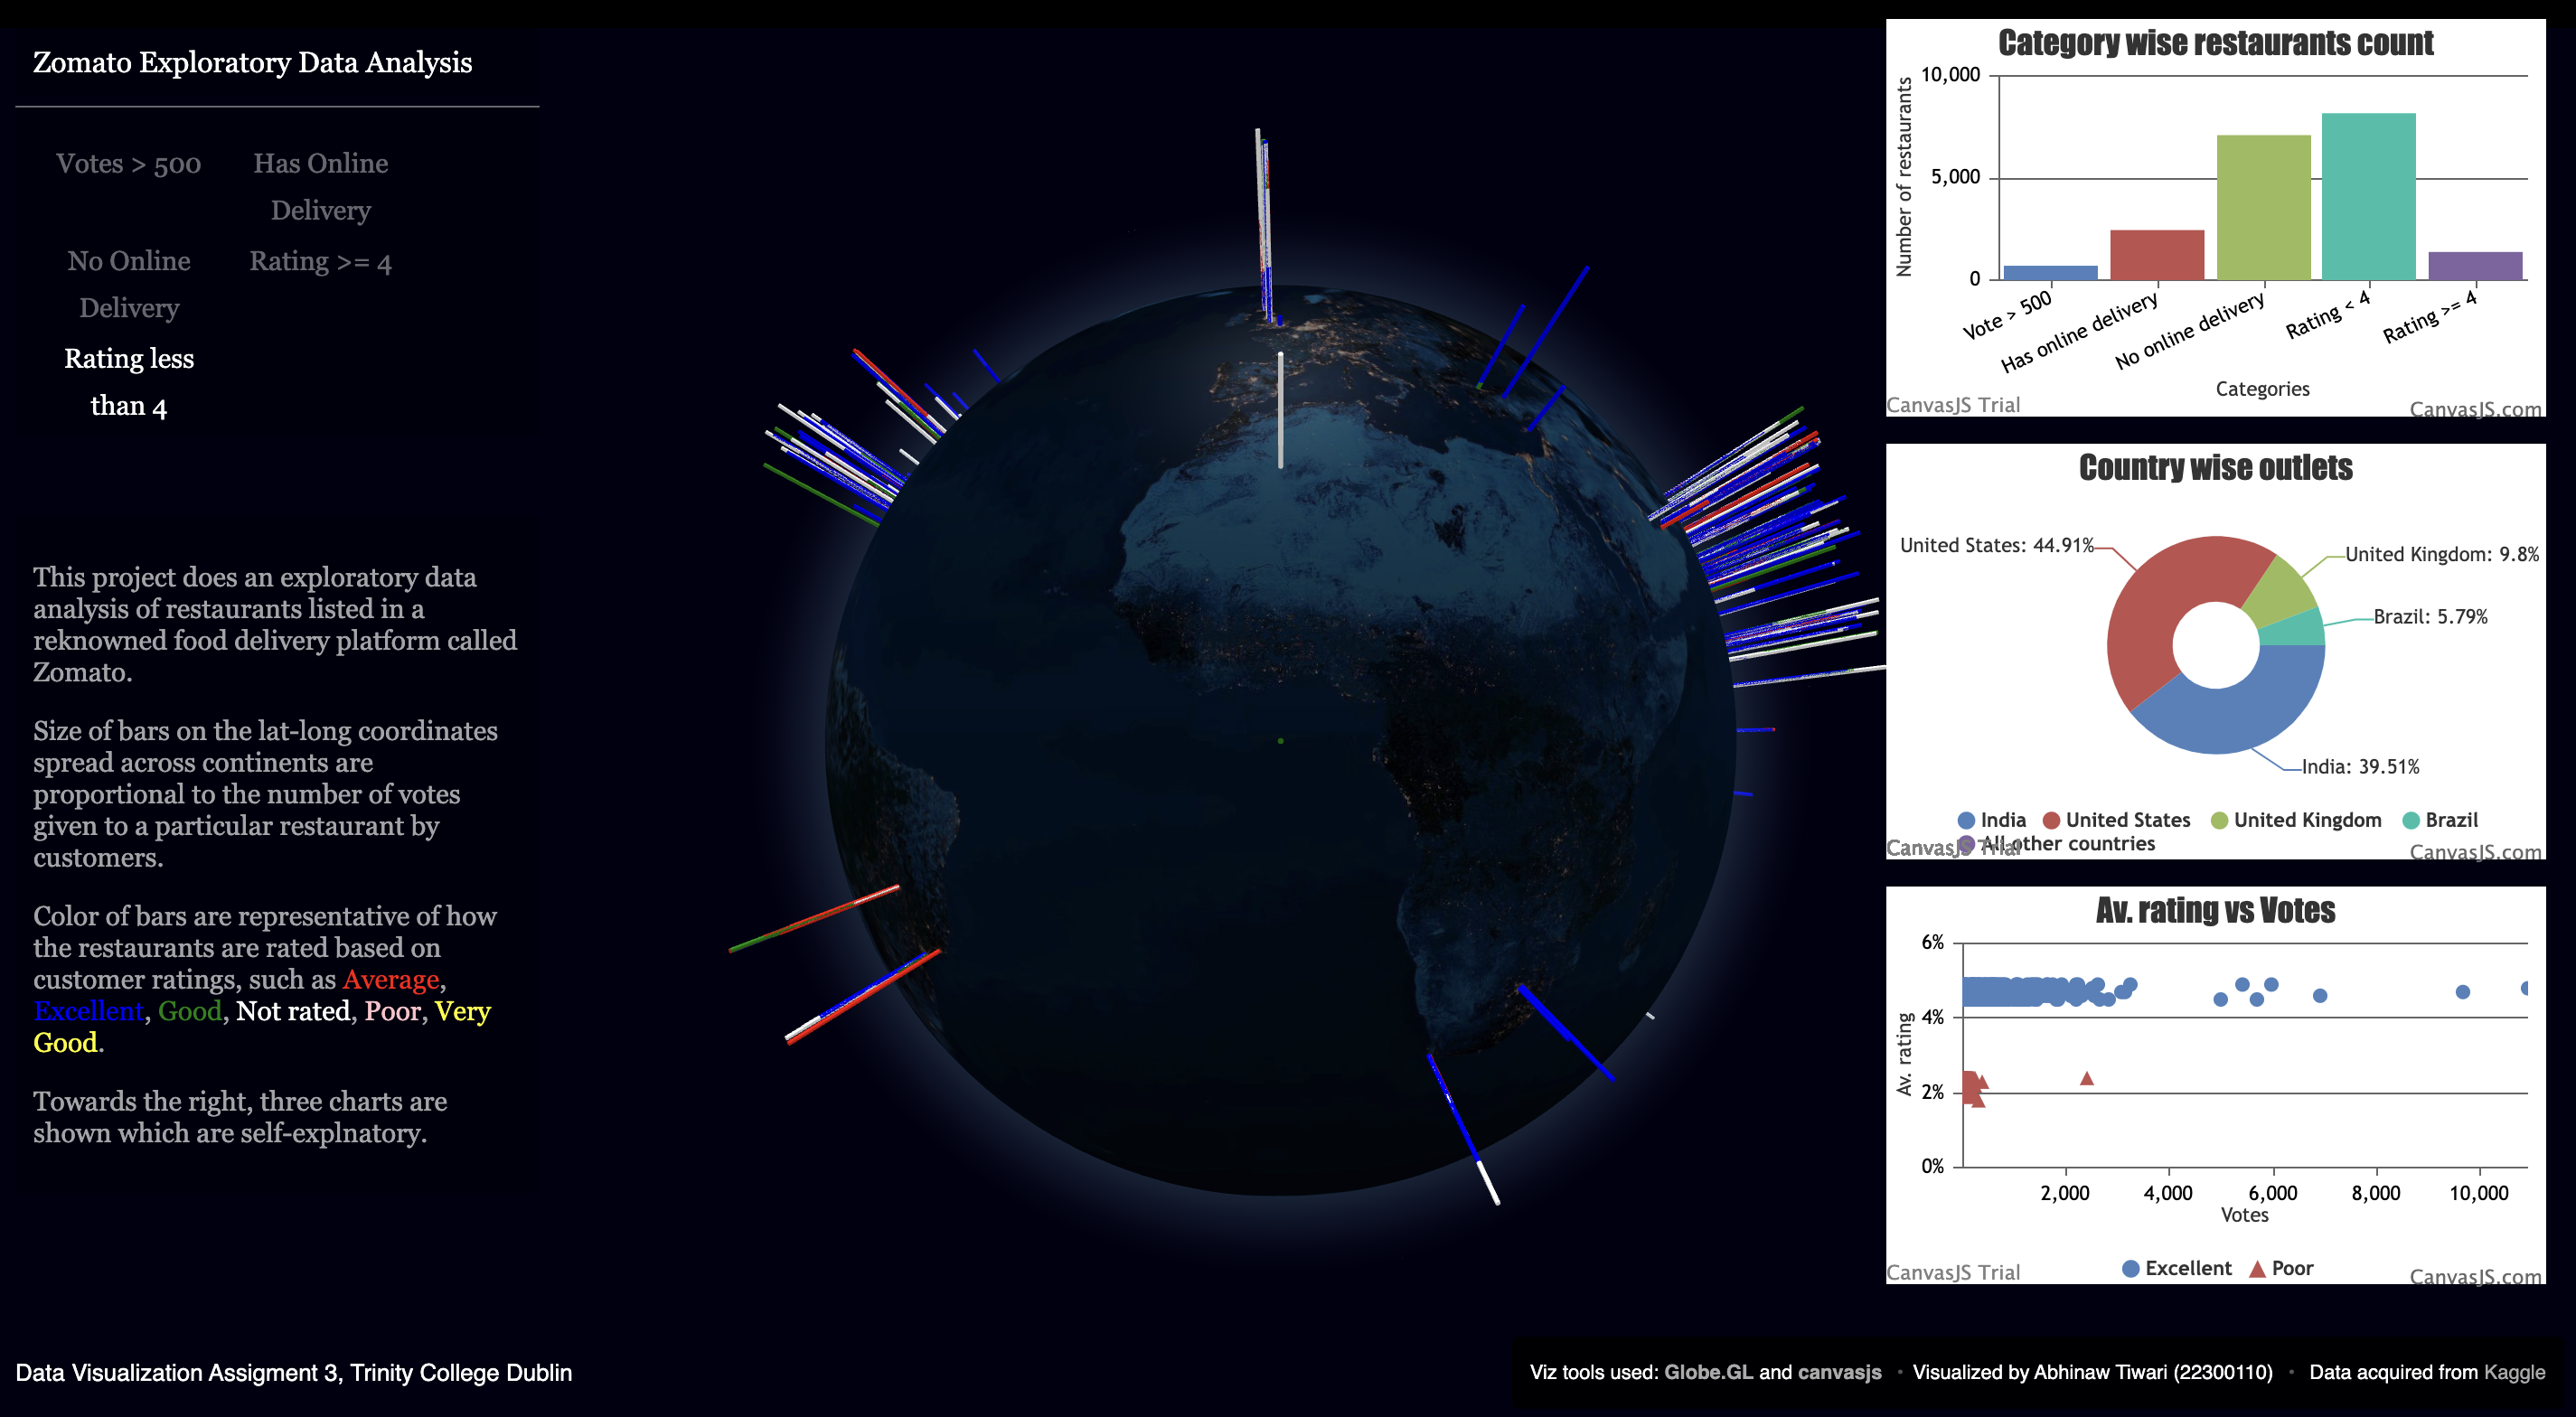 Zomato Exploratory Data Analysis
Votes > 500
Has Online
Delivery
No Online
Delivery
Rating >= 4
Rating less
than 4
This project does an exploratory data
analysis of restaurants listed in a
reknowned food delivery platform called
Zomato.
Size of bars on the lat-long coordinates
spread across continents are
proportional to the number of votes
given to a particular restaurant by
customers.
Color of bars are representative of how
the restaurants are rated based on
customer ratings, such as Average,
Excellent, Good, Not rated, Poor, Very
Good.
Towards the right, three charts are
shown which are self-explnatory.
Category wise restaurants count
Number of restaurants
10,000
5,000
0
Vote > 500
Has online delivery
No online delivery
Rating < 4
Rating >= 4
Categories
CanvasJS Trial
CanvasJS.com
Country wise outlets
United States: 44.91%
United Kingdom: 9.8%
Brazil: 5.79%
India: 39.51%
India United States United Kingdom Brazil
All other countries
CanvasJS Trial
CanvasJS.com
Av. rating vs Votes
Av. rating
6%
4%
2%
0%
2,000 4,000 6,000 8,000 10,000
Votes
Excellent Poor
CanvasJS Trial
CanvasJS.com
Data Visualization Assigment 3, Trinity College Dublin
Viz tools used: Globe.GL and canvasjs • Visualized by Abhinaw Tiwari (22300110) • Data acquired from Kaggle